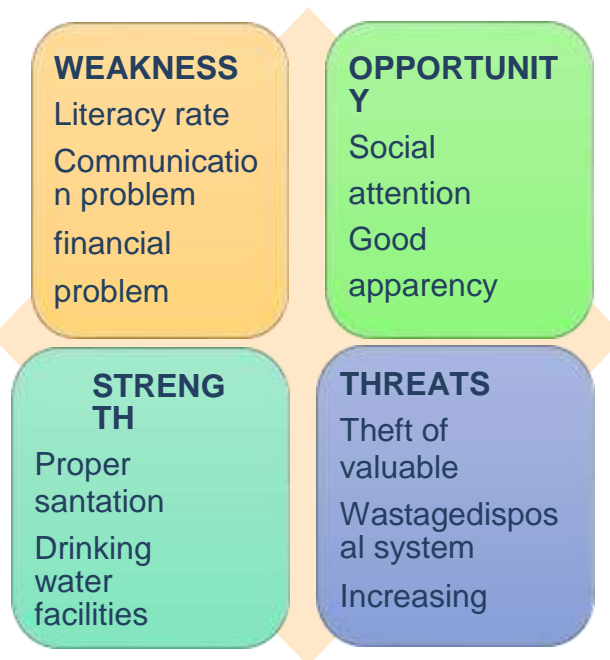 WEAKNESS
Literacy rate
Communicatio
n problem
financial
problem
OPPORTUNIT
Y
Social
attention
Good
apparency
STRENG
TH
Proper
santation
Drinking
water
facilities
THREATS
Theft of
valuable
Wastagedispos
al system
Increasing